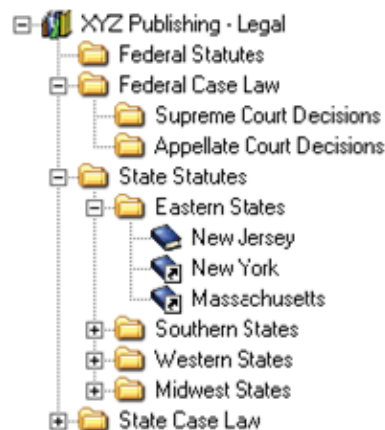 XYZ Publishing - Legal
Federal Statutes
Federal Case Law
Supreme Court Decisions
Appellate Court Decisions
State Statutes
Eastern States
New Jersey
New York
Massachusetts
Southern States
Western States
Midwest States
State Case Law